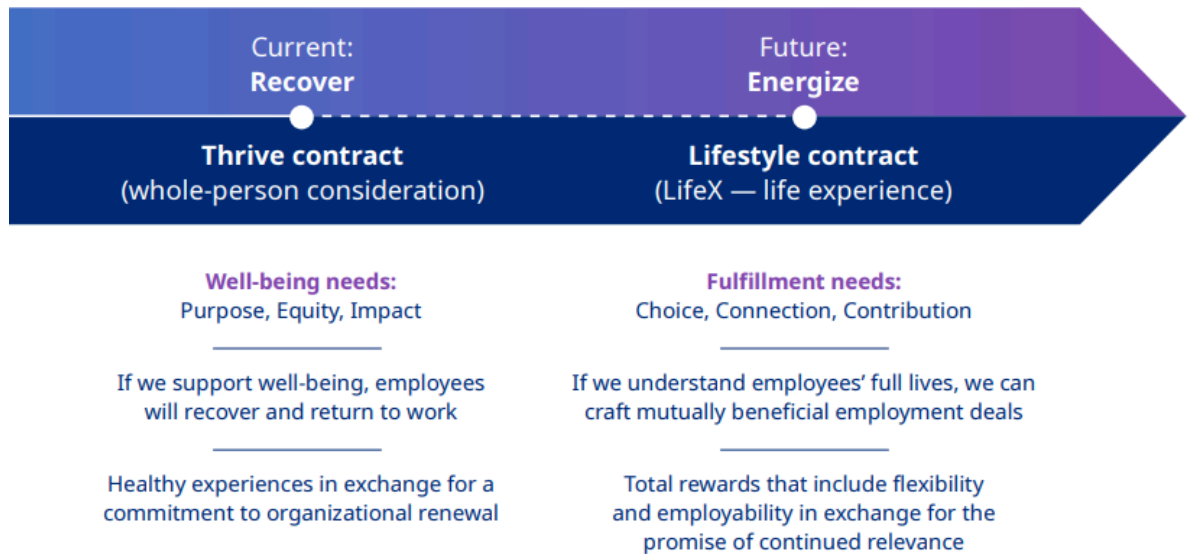 Current:
Recover
Thrive contract
(whole-person consideration)
Well-being needs:
Purpose, Equity, Impact
If we support well-being, employees
will recover and return to work
Healthy experiences in exchange for a
commitment to organizational renewal
Future:
Energize
Lifestyle contract
(LifeX — life experience)
Fulfillment needs:
Choice, Connection, Contribution
If we understand employees’ full lives, we can
craft mutually beneficial employment deals
Total rewards that include flexibility
and employability in exchange for the
promise of continued relevance